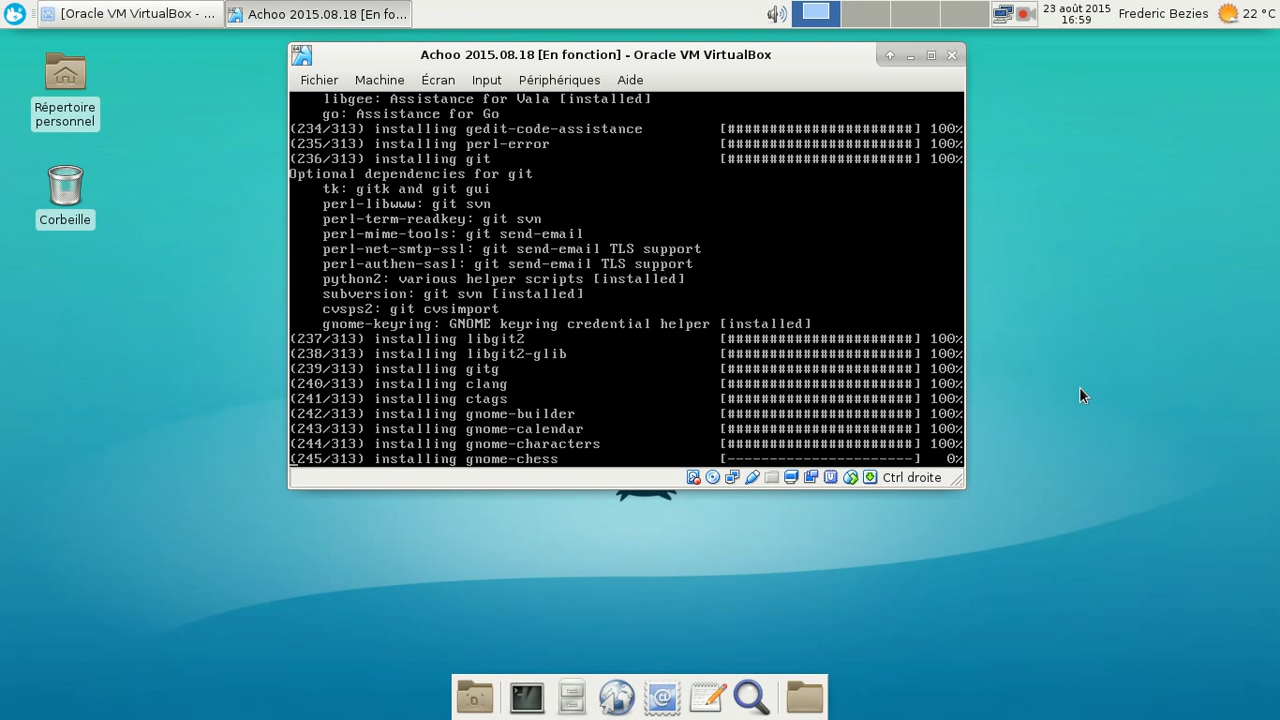 [Oracle VM VirtualBox - ...
Achoo 2015.08.18 [En fo...
23 août 2015
16:59
Frederic Bezies
22 °C
Répertoire
personnel
Corbeille
Achoo 2015.08.18 [En fonction] - Oracle VM VirtualBox
Fichier Machine Écran Input Périphériques Aide
libgee: Assistance for Vala [installed]
go: Assistance for Go
(234/313) installing gedit-code-assistance [######################] 100%
(235/313) installing perl-error [######################] 100%
(236/313) installing git [######################] 100%
Optional dependencies for git
tk: gitk and git gui
perl-libwww: git svn
perl-term-readkey: git svn
perl-mime-tools: git send-email
perl-net-smtp-ssl: git send-email TLS support
perl-authen-sasl: git send-email TLS support
python2: various helper scripts [installed]
subversion: git svn [installed]
cvsps2: git cvsimport
gnome-keyring: GNOME keyring credential helper [installed]
(237/313) installing libgit2 [######################] 100%
(238/313) installing libgit2-glib [######################] 100%
(239/313) installing gitg [######################] 100%
(240/313) installing clang [######################] 100%
(241/313) installing ctags [######################] 100%
(242/313) installing gnome-builder [######################] 100%
(243/313) installing gnome-calendar [######################] 100%
(244/313) installing gnome-characters [######################] 100%
(245/313) installing gnome-chess [----------------------] 0%
Ctrl droite